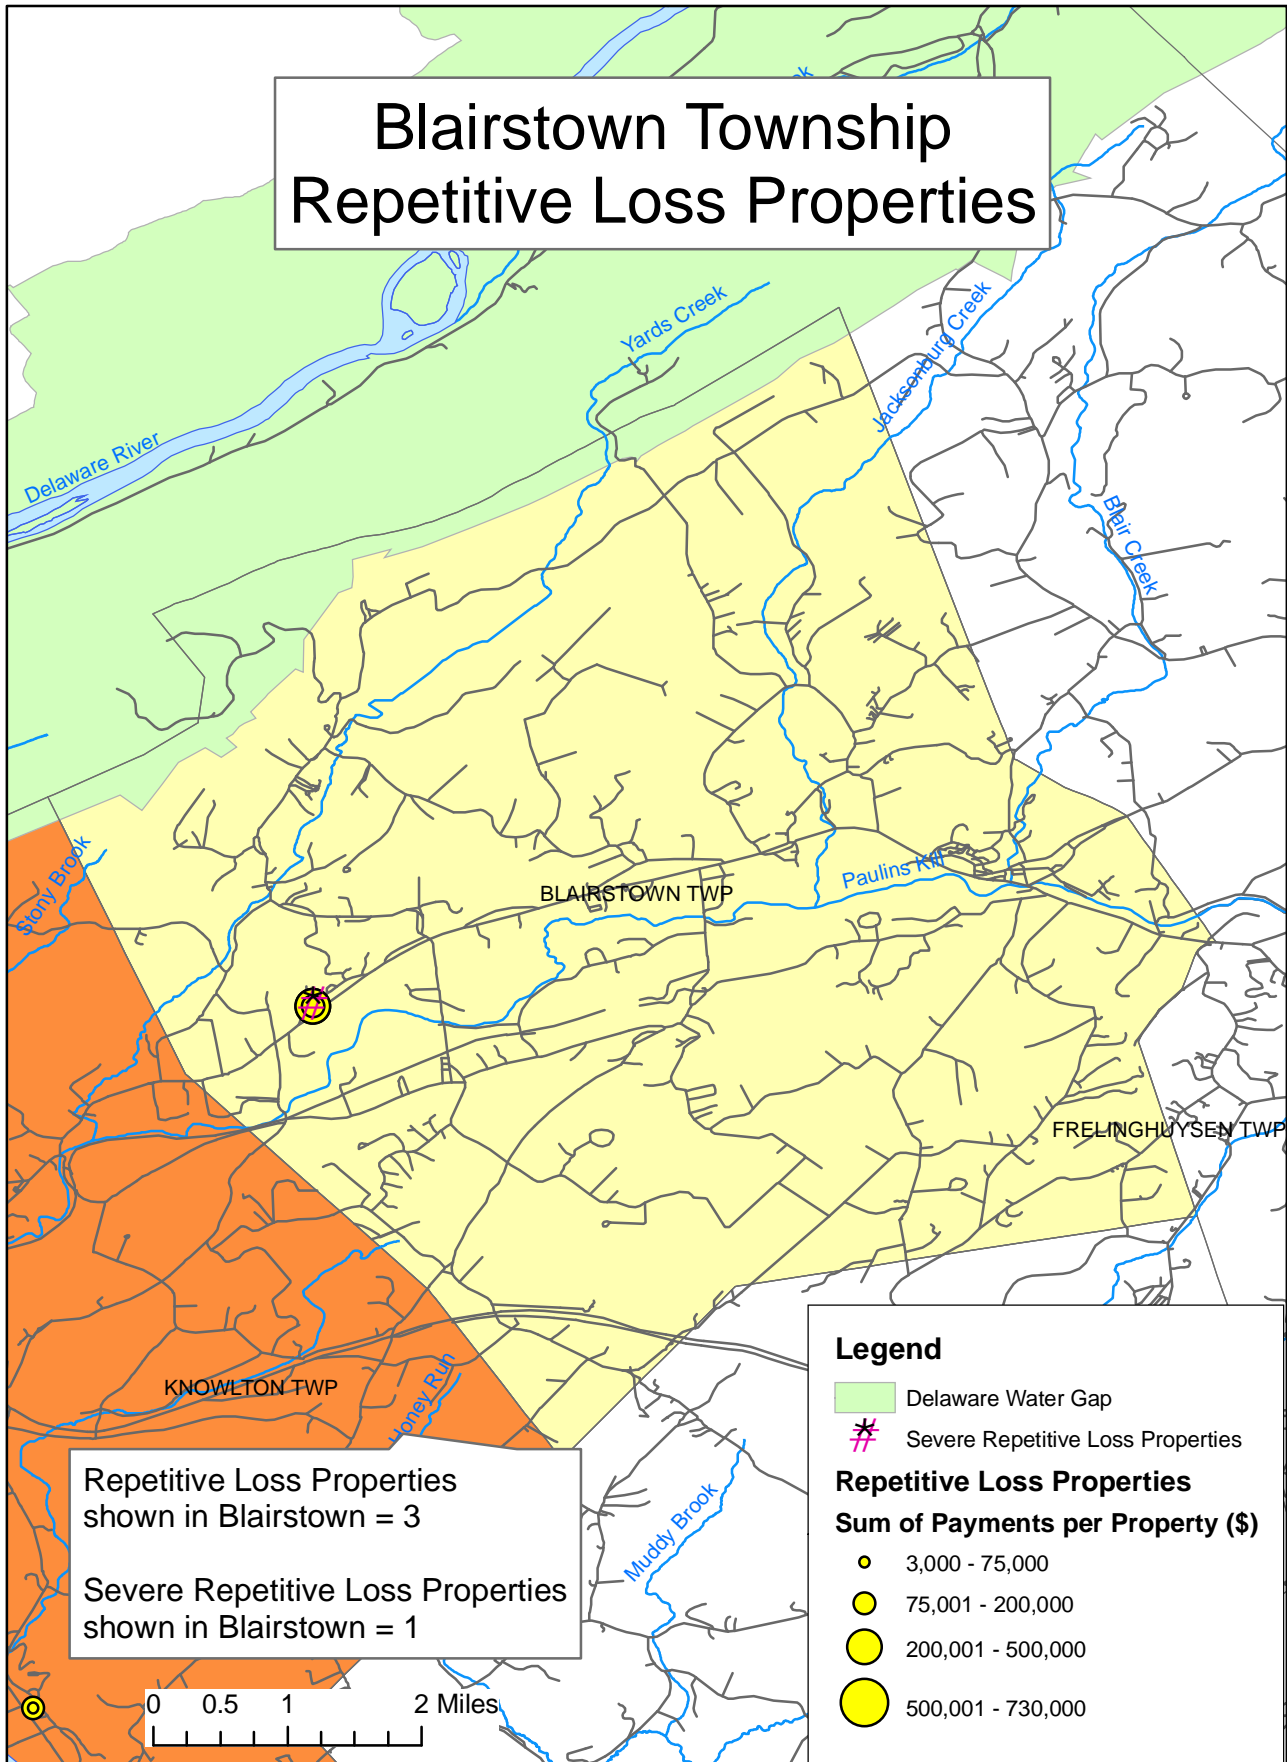 Blairstown Township
Repetitive Loss Properties
Yards Creek
Jacksonburg Creek
Delaware River
Blair Creek
Stony Brook
Paulins Kill
BLAIRSTOWN TWP
FRELINGHUYSEN TWP
KNOWLTON TWP
Honey Run
Muddy Brook
Repetitive Loss Properties
shown in Blairstown = 3
Severe Repetitive Loss Properties
shown in Blairstown = 1
0 0.5 1 2 Miles
Legend
Delaware Water Gap
Severe Repetitive Loss Properties
Repetitive Loss Properties
Sum of Payments per Property ($)
3,000 - 75,000
75,001 - 200,000
200,001 - 500,000
500,001 - 730,000